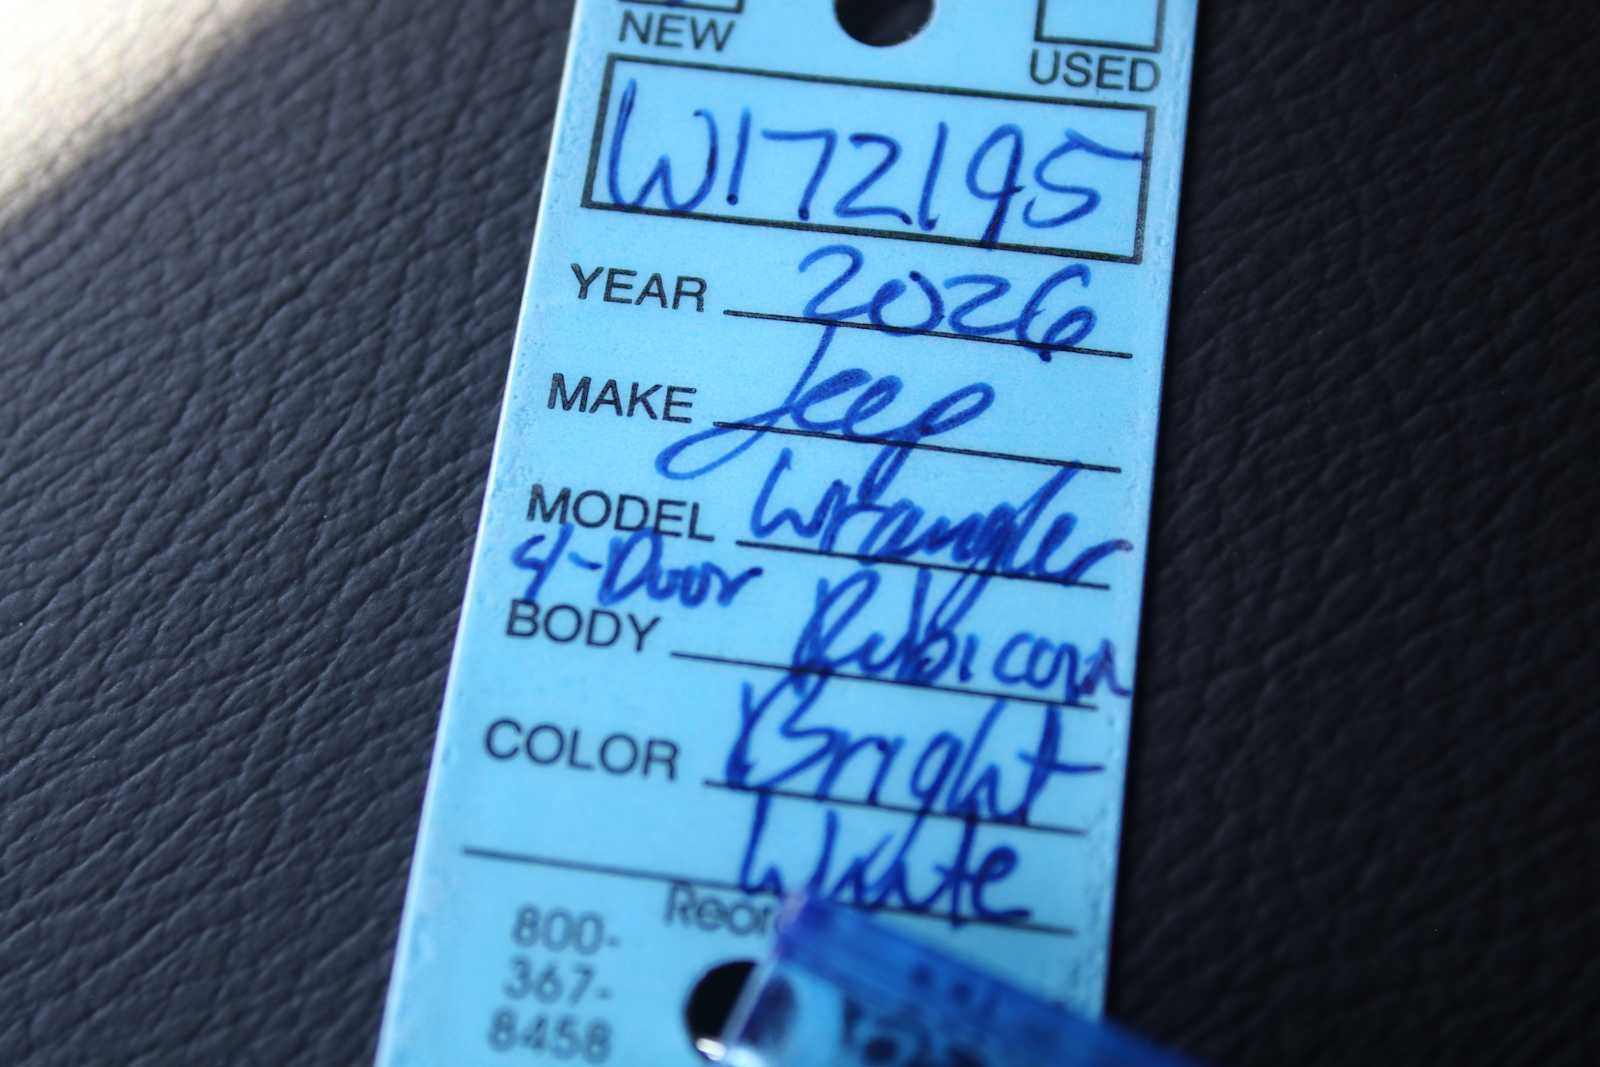 NEW USED
W172195
YEAR 2026
MAKE Jeep
MODEL Wrangler
4-Door
BODY Rubicon
COLOR Bright
White
800-
367-
8458